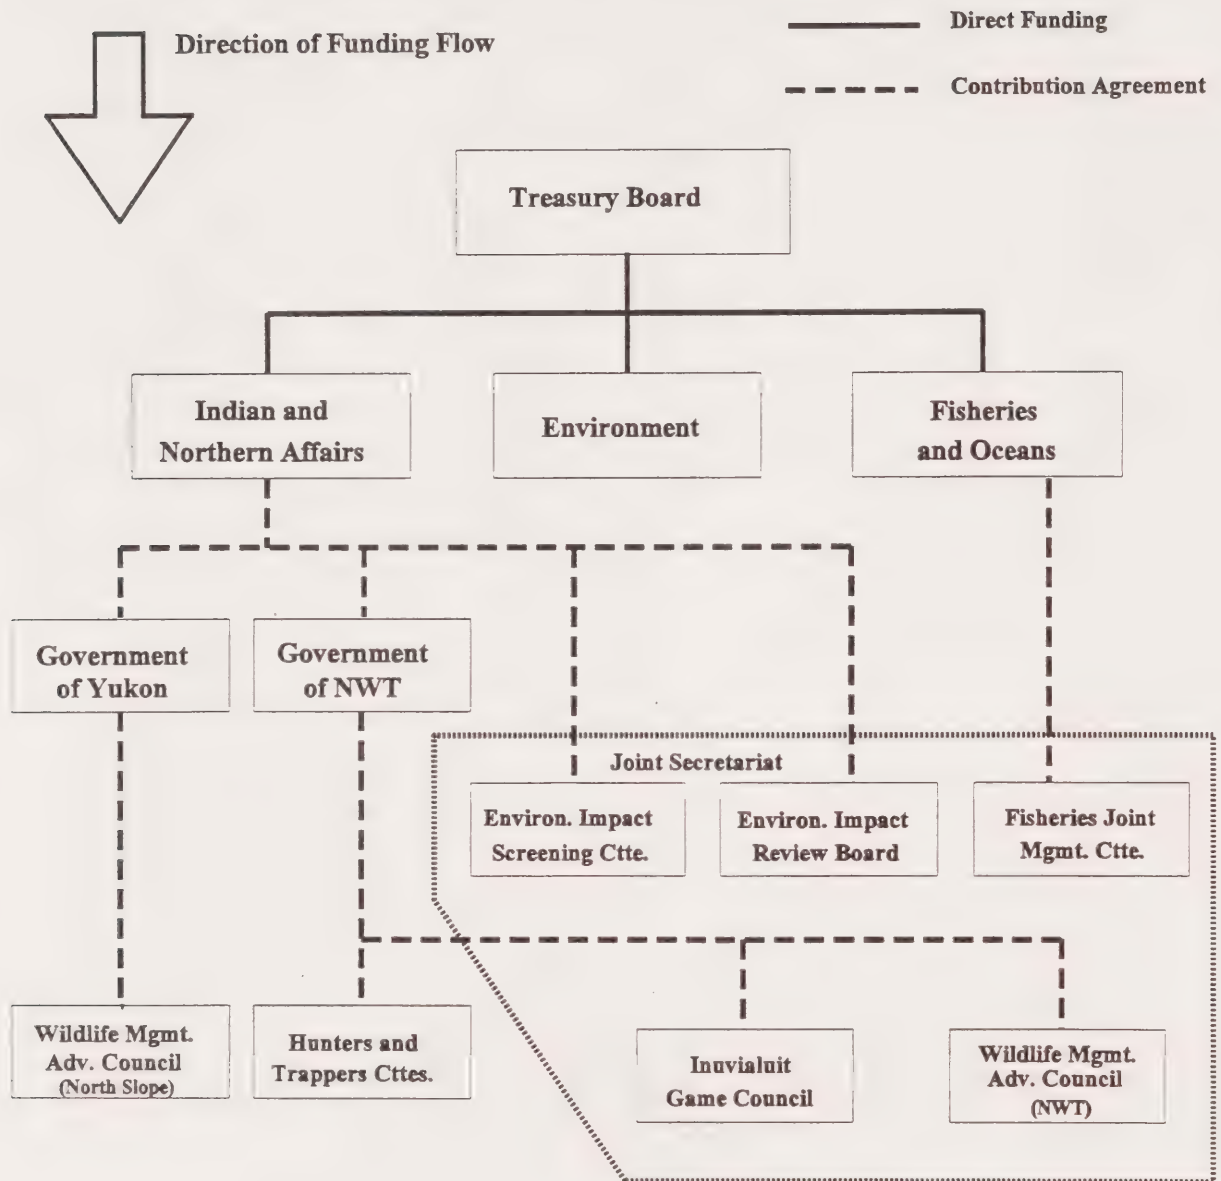 Direction of Funding Flow
Direct Funding
Contribution Agreement
Treasury Board
Indian and
Northern Affairs
Environment
Fisheries
and Oceans
Government
of Yukon
Government
of NWT
Joint Secretariat
Environ. Impact
Screening Ctte.
Environ. Impact
Review Board
Fisheries Joint
Mgmt. Ctte.
Wildlife Mgmt.
Adv. Council
(North Slope)
Hunters and
Trappers Cttes.
Inuvialuit
Game Council
Wildlife Mgmt.
Adv. Council
(NWT)